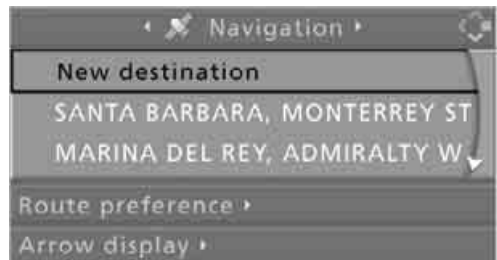 Navigation
New destination
SANTA BARBARA, MONTERREY ST
MARINA DEL REY, ADMIRALTY W
Route preference
Arrow display